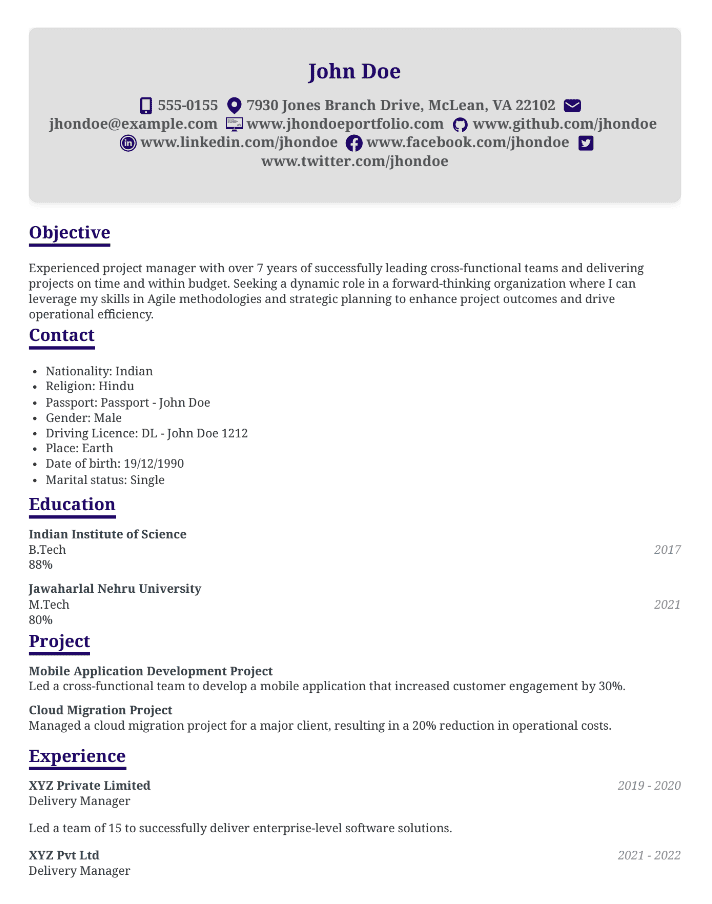 John Doe
555-0155 7930 Jones Branch Drive, McLean, VA 22102
jhondoe@example.com www.jhondoeportfolio.com www.github.com/jhondoe
www.linkedin.com/jhondoe www.facebook.com/jhondoe
www.twitter.com/jhondoe
Objective
Experienced project manager with over 7 years of successfully leading cross-functional teams and delivering
projects on time and within budget. Seeking a dynamic role in a forward-thinking organization where I can
leverage my skills in Agile methodologies and strategic planning to enhance project outcomes and drive
operational efficiency.
Contact
• Nationality: Indian
• Religion: Hindu
• Passport: Passport - John Doe
• Gender: Male
• Driving Licence: DL - John Doe 1212
• Place: Earth
• Date of birth: 19/12/1990
• Marital status: Single
Education
Indian Institute of Science
B.Tech 2017
88%
Jawaharlal Nehru University
M.Tech 2021
80%
Project
Mobile Application Development Project
Led a cross-functional team to develop a mobile application that increased customer engagement by 30%.
Cloud Migration Project
Managed a cloud migration project for a major client, resulting in a 20% reduction in operational costs.
Experience
XYZ Private Limited 2019 - 2020
Delivery Manager
Led a team of 15 to successfully deliver enterprise-level software solutions.
XYZ Pvt Ltd 2021 - 2022
Delivery Manager